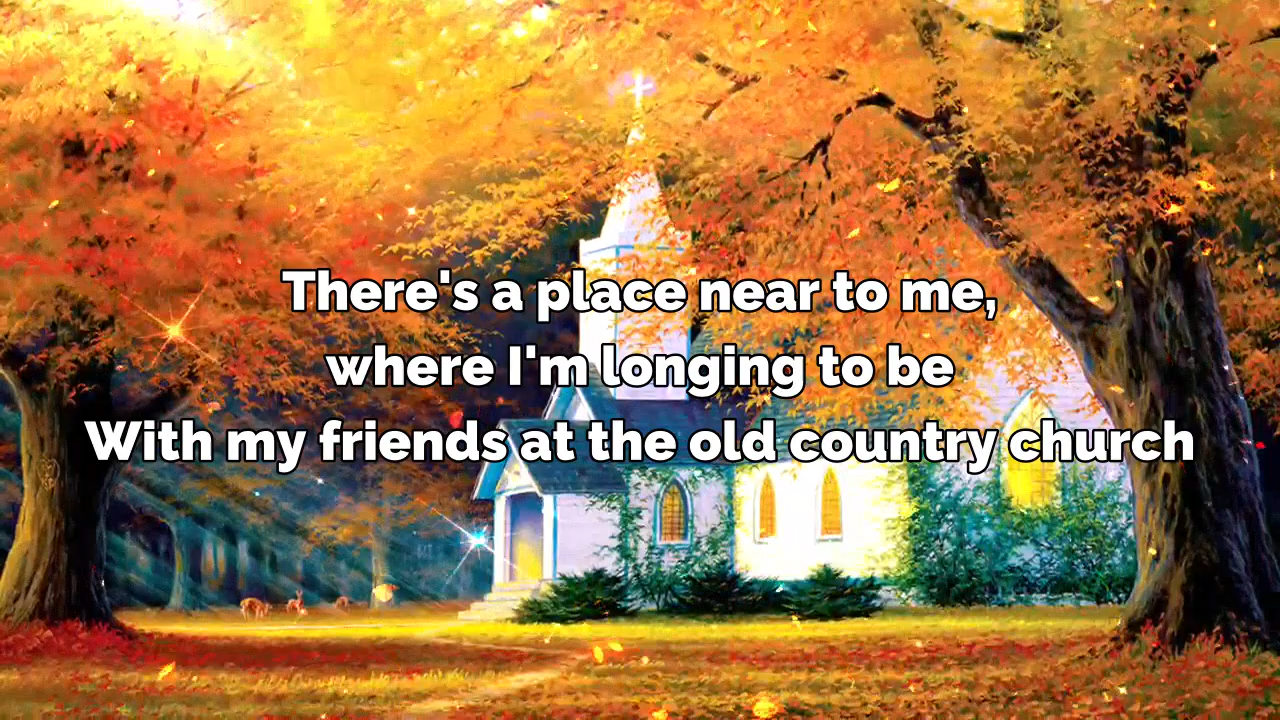 There's a place near to me,
where I'm longing to be
With my friends at the old country church